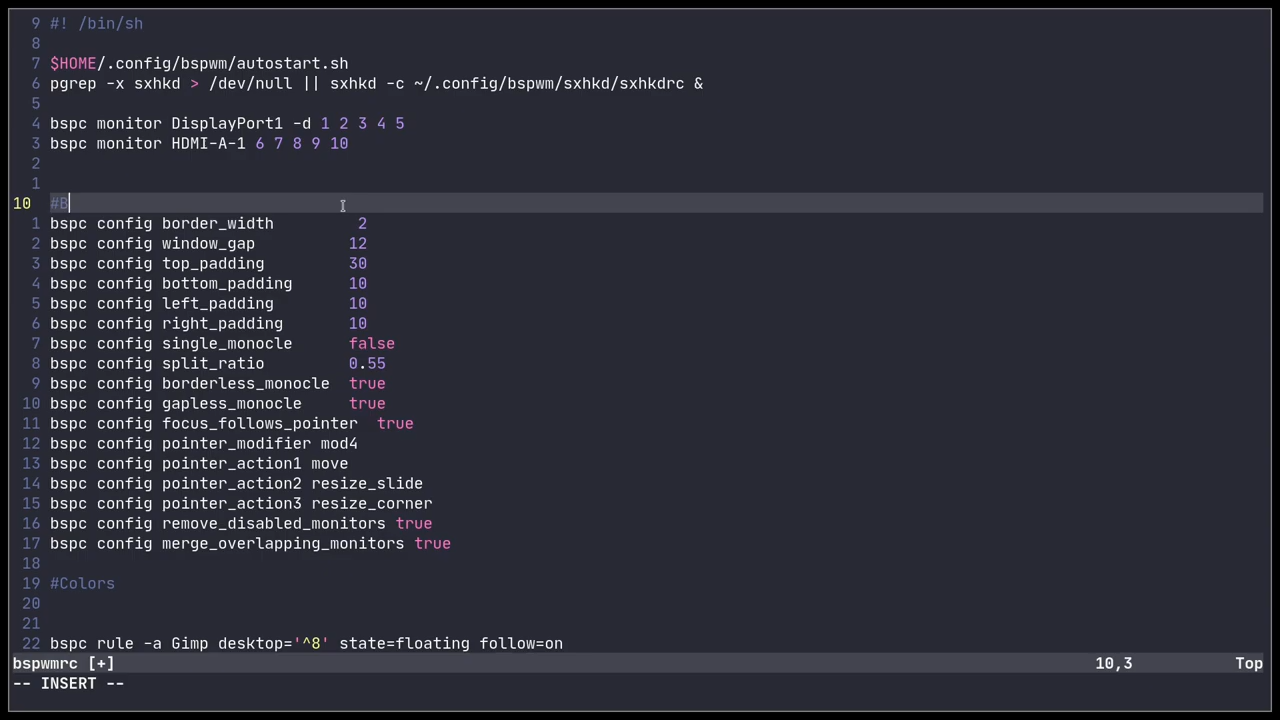 9 #! /bin/sh
8
7 $HOME/.config/bspwm/autostart.sh
6 pgrep -x sxhkd > /dev/null || sxhkd -c ~/.config/bspwm/sxhkd/sxhkdrc &
5
4 bspc monitor DisplayPort1 -d 1 2 3 4 5
3 bspc monitor HDMI-A-1 6 7 8 9 10
2
1
10 #B
1 bspc config border_width 2
2 bspc config window_gap 12
3 bspc config top_padding 30
4 bspc config bottom_padding 10
5 bspc config left_padding 10
6 bspc config right_padding 10
7 bspc config single_monocle false
8 bspc config split_ratio 0.55
9 bspc config borderless_monocle true
10 bspc config gapless_monocle true
11 bspc config focus_follows_pointer true
12 bspc config pointer_modifier mod4
13 bspc config pointer_action1 move
14 bspc config pointer_action2 resize_slide
15 bspc config pointer_action3 resize_corner
16 bspc config remove_disabled_monitors true
17 bspc config merge_overlapping_monitors true
18
19 #Colors
20
21
22 bspc rule -a Gimp desktop='^8' state=floating follow=on
bspwmrc [+] 10,3 Top
-- INSERT --